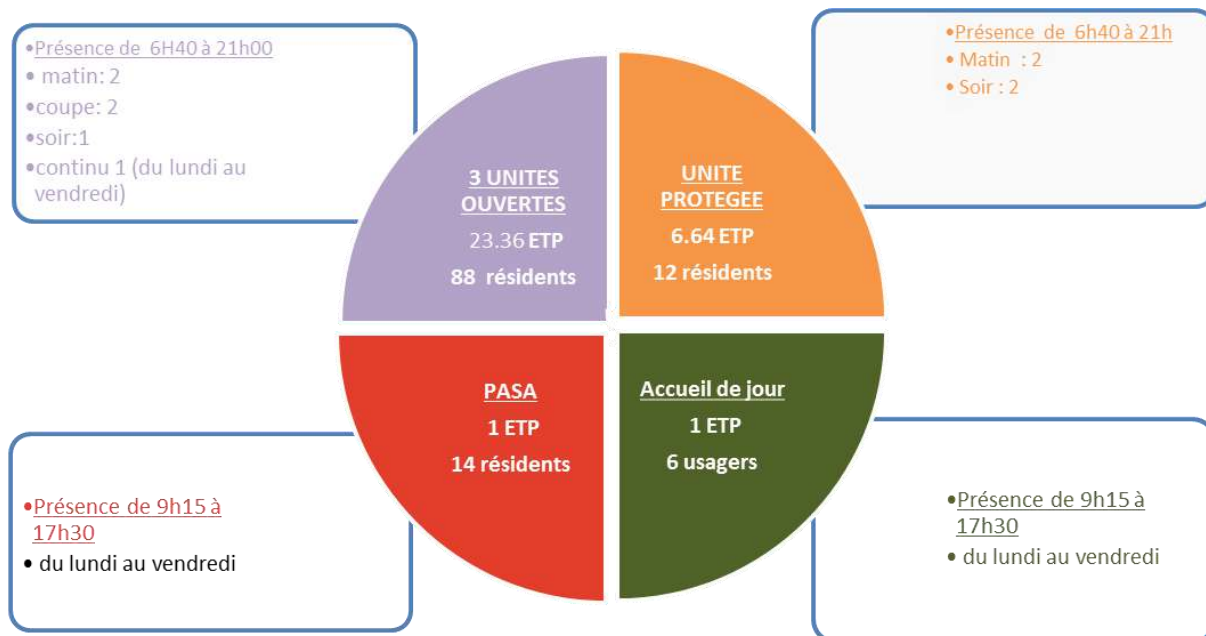 •Présence de 6H40 à 21h00
• matin: 2
•coupe: 2
•soir:1
•continu 1 (du lundi au
vendredi)
•Présence de 6h40 à 21h
• Matin : 2
• Soir : 2
3 UNITES
OUVERTES
23.36 ETP
88 résidents
UNITE
PROTEGEE
6.64 ETP
12 résidents
PASA
1 ETP
14 résidents
Accueil de jour
1 ETP
6 usagers
•Présence de 9h15 à
17h30
• du lundi au vendredi
•Présence de 9h15 à
17h30
• du lundi au vendredi